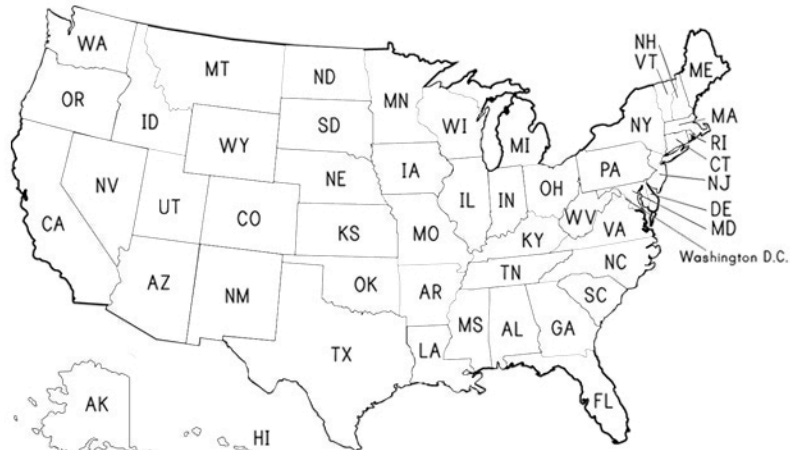 NH
VT
ME
WA
MT
ND
MN
OR
ID
SD
WI
MI
NY
MA
RI
CT
NJ
WY
IA
PA
NE
NV
UT
CO
IL
IN
OH
DE
MD
WV
VA
Washington D.C.
CA
KS
MO
KY
NC
TN
AZ
NM
OK
AR
SC
MS
AL
GA
TX
LA
FL
AK
HI